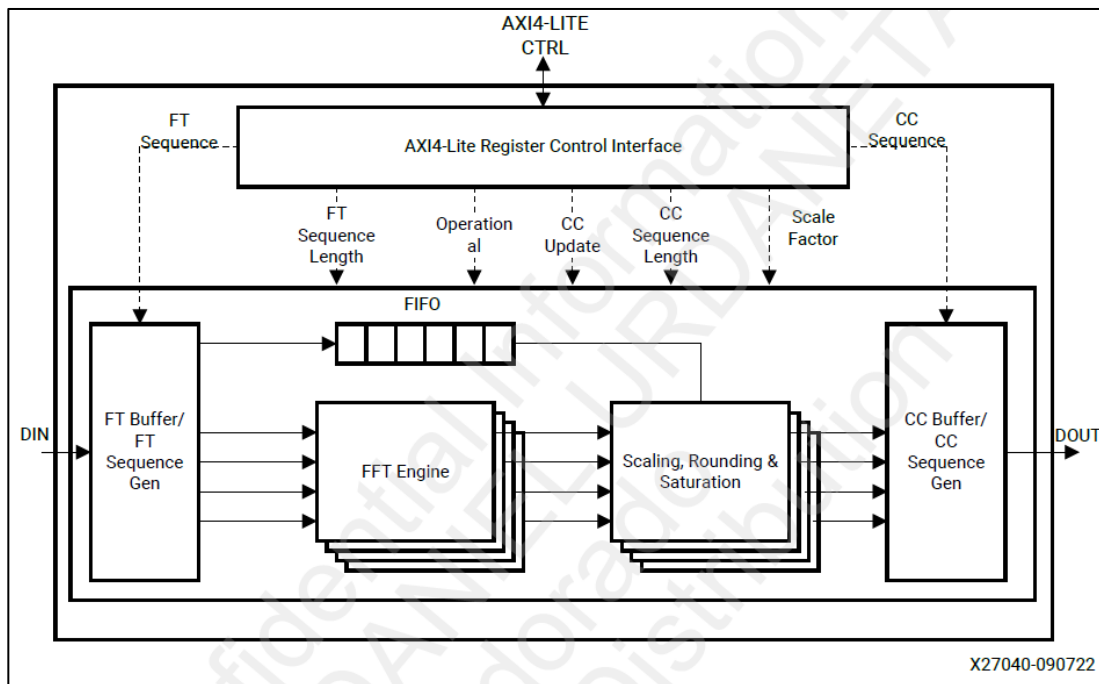 AXI4-LITE
CTRL
FT
Sequence
CC
Sequence
AXI4-Lite Register Control Interface
FT
Sequence
Length
Operation
al
CC
Update
CC
Sequence
Length
Scale
Factor
FIFO
DIN
FT Buffer/
FT
Sequence
Gen
FFT Engine
Scaling, Rounding &
Saturation
CC Buffer/
CC
Sequence
Gen
DOUT
X27040-090722